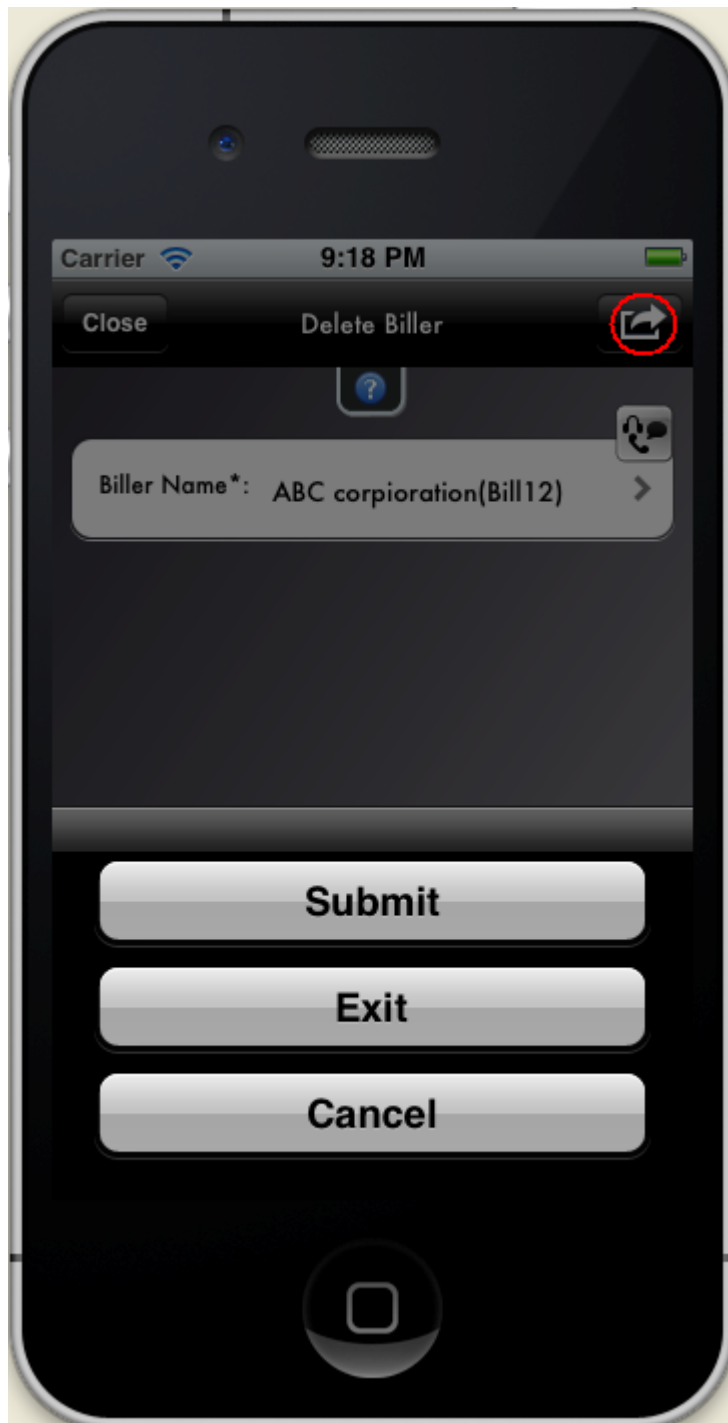 Carrier 9:18 PM
Close Delete Biller
?
Biller Name*: ABC corpioration(Bill12)
Submit
Exit
Cancel